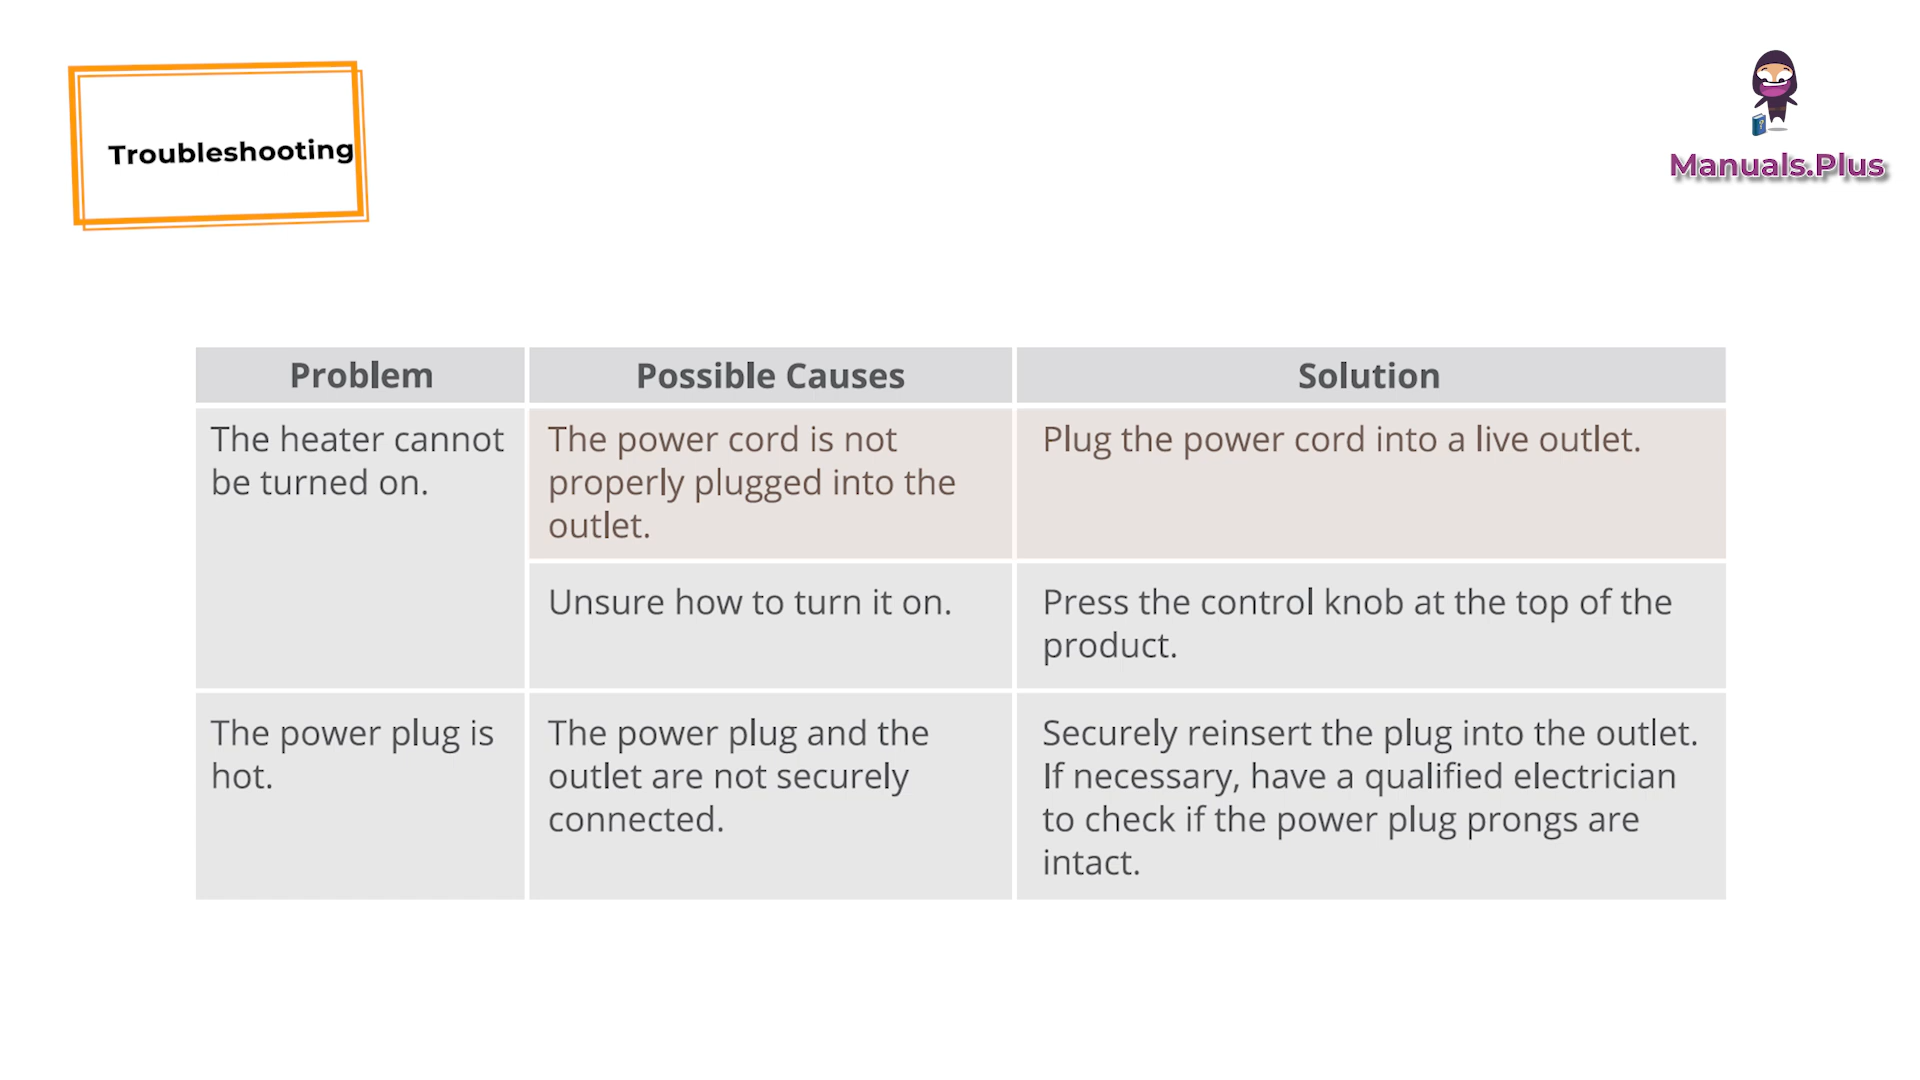 Troubleshooting
Manuals.Plus
Problem
Possible Causes
Solution
The heater cannot
be turned on.
The power cord is not
properly plugged into the
outlet.
Plug the power cord into a live outlet.
Unsure how to turn it on.
Press the control knob at the top of the
product.
The power plug is
hot.
The power plug and the
outlet are not securely
connected.
Securely reinsert the plug into the outlet.
If necessary, have a qualified electrician
to check if the power plug prongs are
intact.